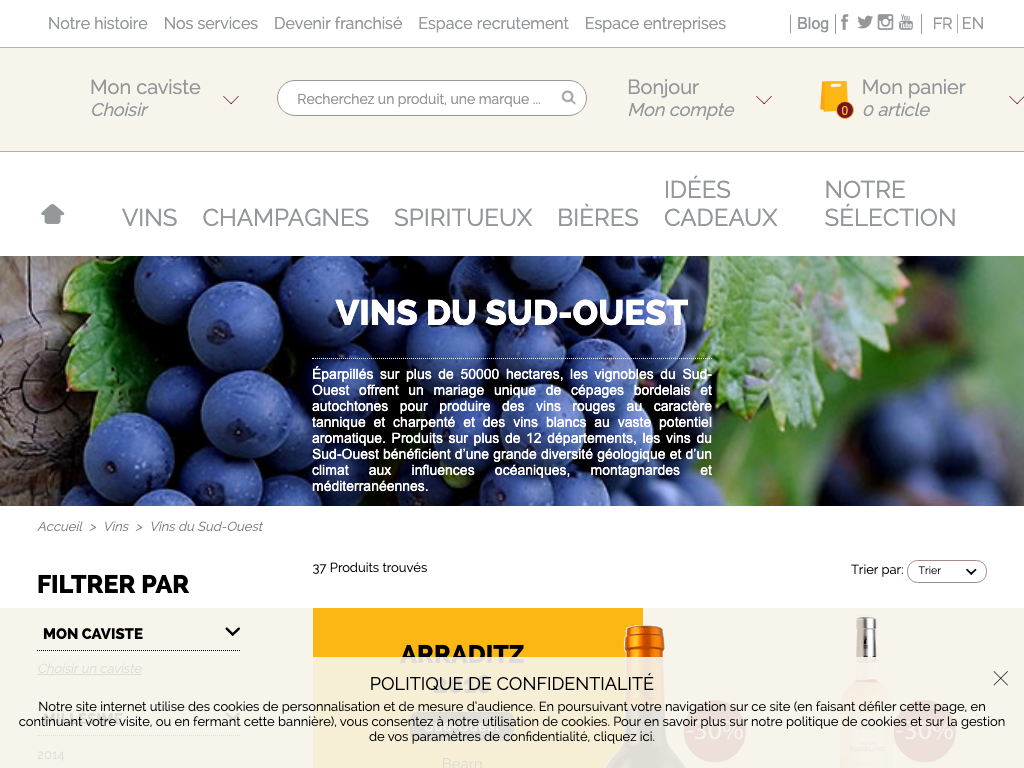 Notre histoire Nos services Devenir franchisé Espace recrutement Espace entreprises Blog FR EN
Mon caviste
Choisir
Recherchez un produit, une marque ...
Bonjour
Mon compte
0
Mon panier
0 article
VINS CHAMPAGNES SPIRITUEUX BIÈRES IDÉES CADEAUX NOTRE SÉLECTION
VINS DU SUD-OUEST
Éparpillés sur plus de 50000 hectares, les vignobles du Sud-
Ouest offrent un mariage unique de cépages bordelais et
autochtones pour produire des vins rouges au caractère
tannique et charpenté et des vins blancs au vaste potentiel
aromatique. Produits sur plus de 12 départements, les vins du
Sud-Ouest bénéficient d'une grande diversité géologique et d'un
climat aux influences océaniques, montagnardes et
méditerranéennes.
Accueil > Vins > Vins du Sud-Ouest
FILTRER PAR
37 Produits trouvés
Trier par: Trier
MON CAVISTE
Choisir un caviste
MILLÉSIME
2014
ARRADITZ
Bearn
-30%
-30%
POLITIQUE DE CONFIDENTIALITÉ
Notre site internet utilise des cookies de personnalisation et de mesure d'audience. En poursuivant votre navigation sur ce site (en faisant défiler cette page, en
continuant votre visite, ou en fermant cette bannière), vous consentez à notre utilisation de cookies. Pour en savoir plus sur notre politique de cookies et sur la gestion
de vos paramètres de confidentialité, cliquez ici.